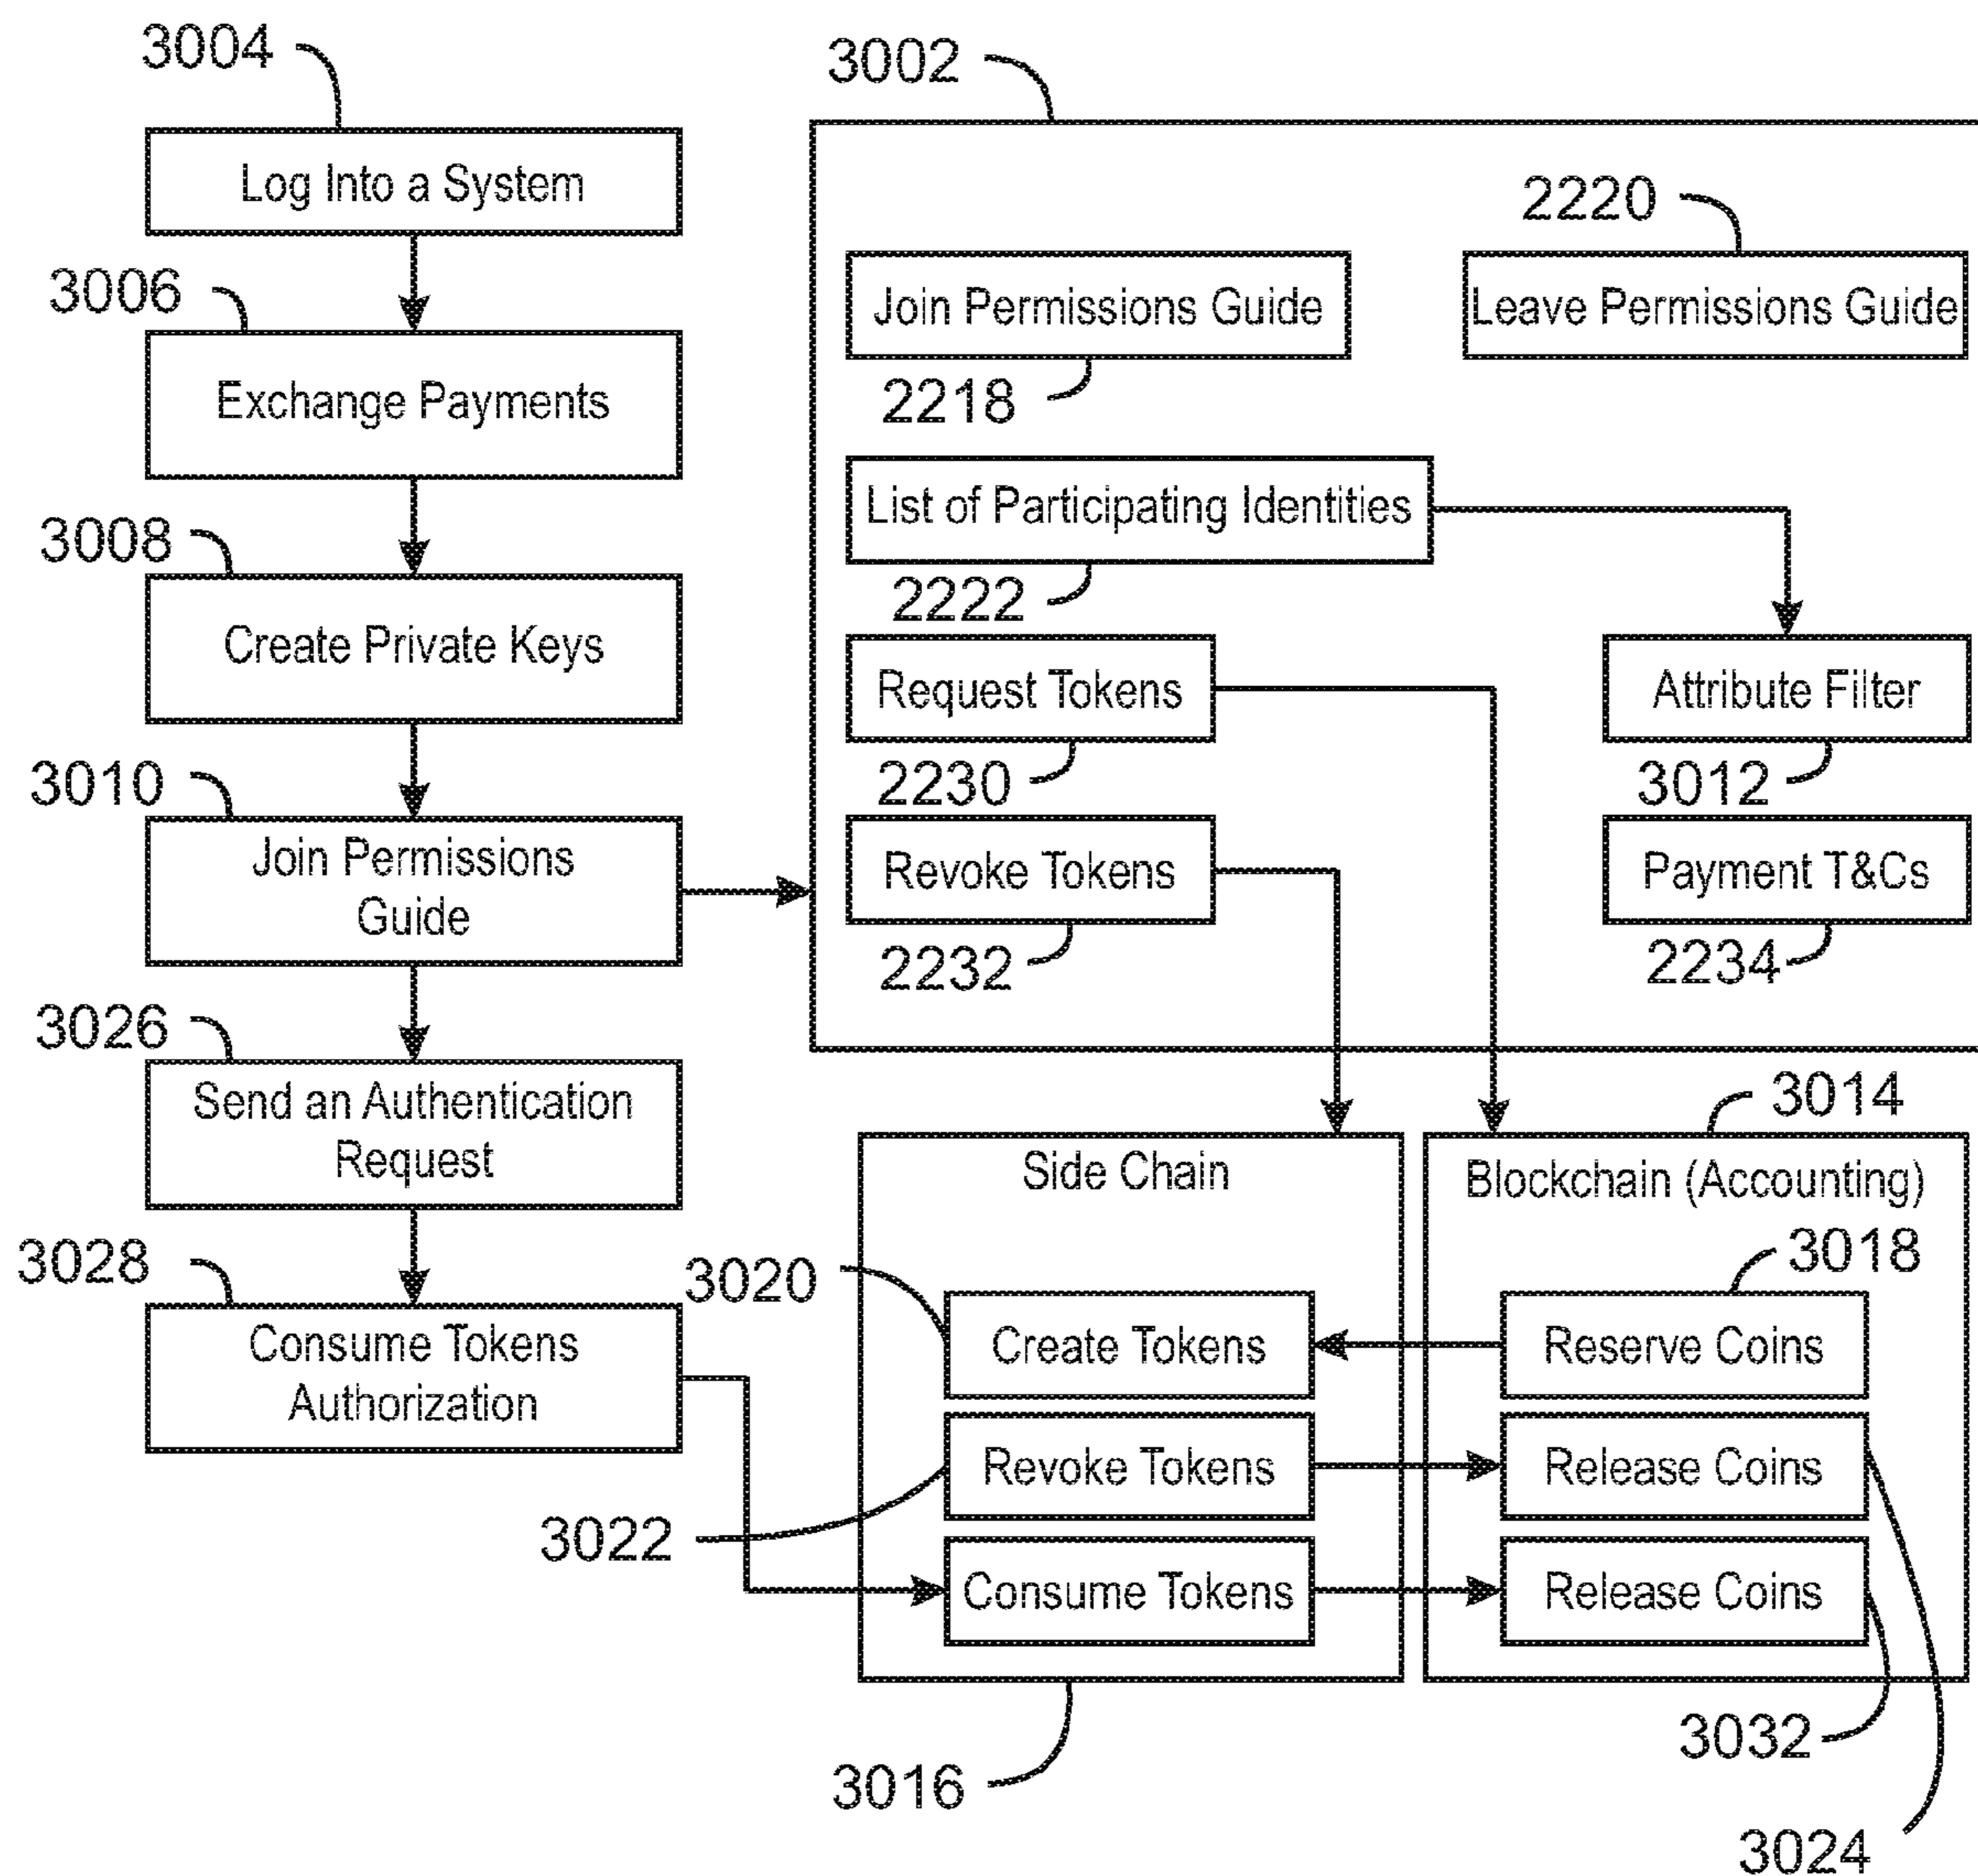 3004
Log Into a System
3006
Exchange Payments
3008
Create Private Keys
3010
Join Permissions
Guide
3026
Send an Authentication
Request
3028
Consume Tokens
Authorization
3002
2220
Join Permissions Guide
Leave Permissions Guide
2218
List of Participating Identities
2222
Request Tokens
Attribute Filter
2230
3012
Revoke Tokens
Payment T&Cs
2232
2234
3014
Side Chain
Blockchain (Accounting)
3018
3020
Create Tokens
Reserve Coins
Revoke Tokens
Release Coins
3022
Consume Tokens
Release Coins
3032
3016
3024